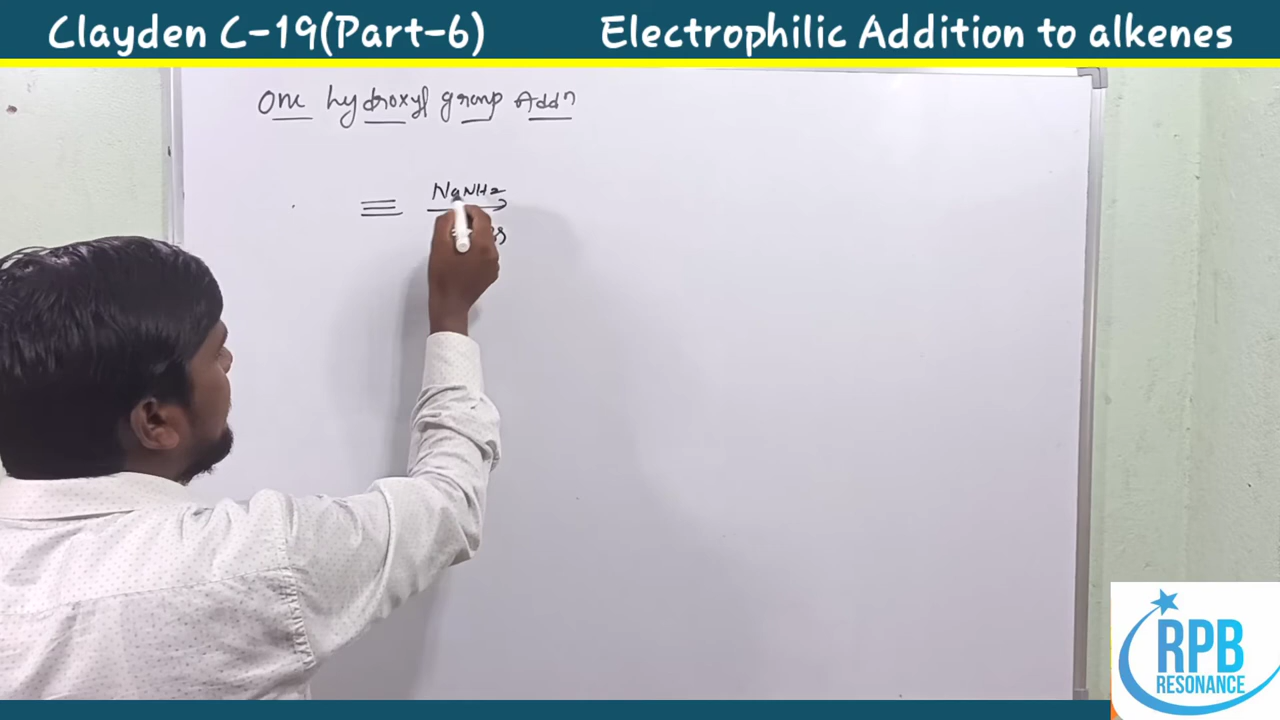 Clayden C-19(Part-6) Electrophilic Addition to alkenes
One hydroxyl group Addn
≡ NaNH2
RPB
RESONANCE